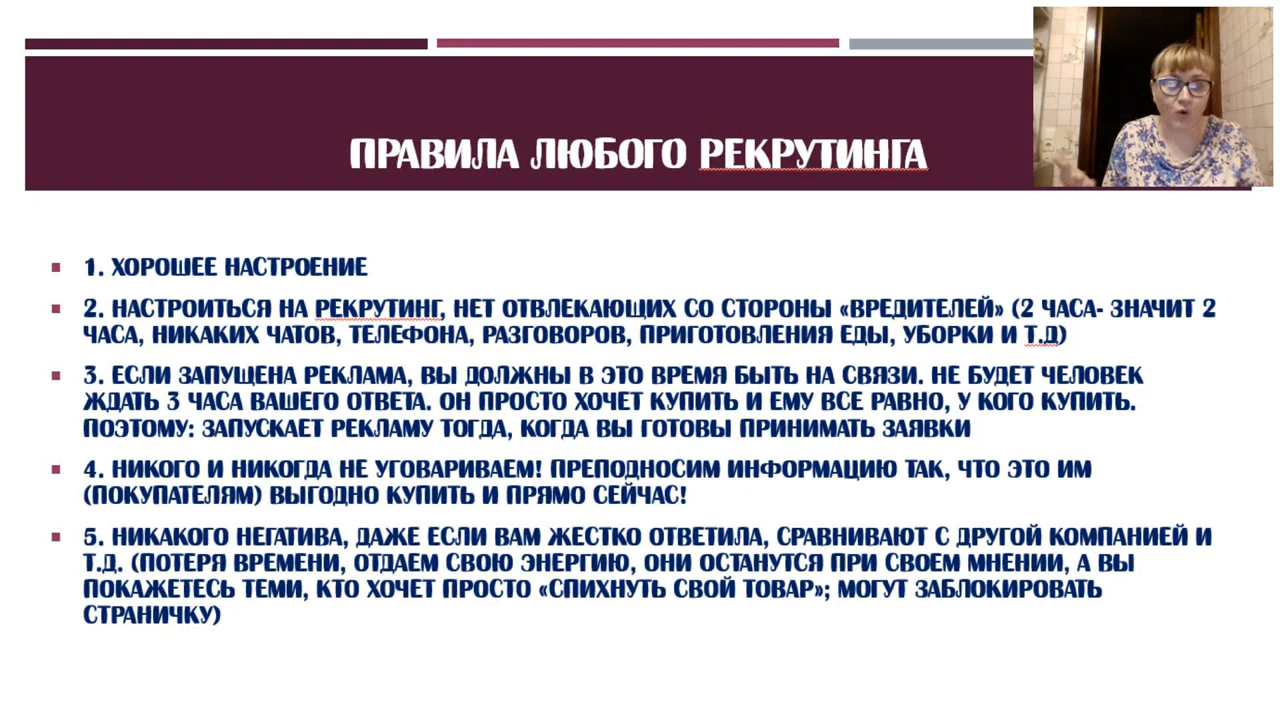 ПРАВИЛА ЛЮБОГО РЕКРУТИНГА
1. ХОРОШЕЕ НАСТРОЕНИЕ
2. НАСТРОИТЬСЯ НА РЕКРУТИНГ, НЕТ ОТВЛЕКАЮЩИХ СО СТОРОНЫ «ВРЕДИТЕЛЕЙ» (2 ЧАСА- ЗНАЧИТ 2
ЧАСА, НИКАКИХ ЧАТОВ, ТЕЛЕФОНА, РАЗГОВОРОВ, ПРИГОТОВЛЕНИЯ ЕДЫ, УБОРКИ И Т.Д)
3. ЕСЛИ ЗАПУЩЕНА РЕКЛАМА, ВЫ ДОЛЖНЫ В ЭТО ВРЕМЯ БЫТЬ НА СВЯЗИ. НЕ БУДЕТ ЧЕЛОВЕК
ЖДАТЬ 3 ЧАСА ВАШЕГО ОТВЕТА. ОН ПРОСТО ХОЧЕТ КУПИТЬ И ЕМУ ВСЕ РАВНО, У КОГО КУПИТЬ.
ПОЭТОМУ: ЗАПУСКАЕТ РЕКЛАМУ ТОГДА, КОГДА ВЫ ГОТОВЫ ПРИНИМАТЬ ЗАЯВКИ
4. НИКОГО И НИКОГДА НЕ УГОВАРИВАЕМ! ПРЕПОДНОСИМ ИНФОРМАЦИЮ ТАК, ЧТО ЭТО ИМ
(ПОКУПАТЕЛЯМ) ВЫГОДНО КУПИТЬ И ПРЯМО СЕЙЧАС!
5. НИКАКОГО НЕГАТИВА, ДАЖЕ ЕСЛИ ВАМ ЖЕСТКО ОТВЕТИЛА, СРАВНИВАЮТ С ДРУГОЙ КОМПАНИЕЙ И
Т.Д. (ПОТЕРЯ ВРЕМЕНИ, ОТДАЕМ СВОЮ ЭНЕРГИЮ, ОНИ ОСТАНУТСЯ ПРИ СВОЕМ МНЕНИИ, А ВЫ
ПОКАЖЕТЕСЬ ТЕМИ, КТО ХОЧЕТ ПРОСТО «СПИХНУТЬ СВОЙ ТОВАР»; МОГУТ ЗАБЛОКИРОВАТЬ
СТРАНИЧКУ)